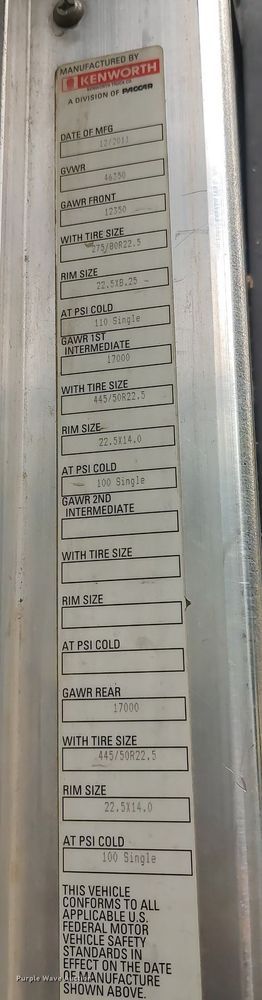 MANUFACTURED BY
KENWORTH
KENWORTH TRUCK CO.
A DIVISION OF PACCAR
DATE OF MFG
12/2011
GVWR
46350
GAWR FRONT
12350
WITH TIRE SIZE
275/80R22.5
RIM SIZE
22.5X8.25
AT PSI COLD
110 Single
GAWR 1ST
INTERMEDIATE
17000
WITH TIRE SIZE
445/50R22.5
RIM SIZE
22.5X14.0
AT PSI COLD
100 Single
GAWR 2ND
INTERMEDIATE
WITH TIRE SIZE
RIM SIZE
AT PSI COLD
GAWR REAR
17000
WITH TIRE SIZE
445/50R22.5
RIM SIZE
22.5X14.0
AT PSI COLD
100 Single
THIS VEHICLE
CONFORMS TO ALL
APPLICABLE U.S.
FEDERAL MOTOR
VEHICLE SAFETY
STANDARDS IN
EFFECT ON THE DATE
OF MANUFACTURE
SHOWN ABOVE.
Purple Wave